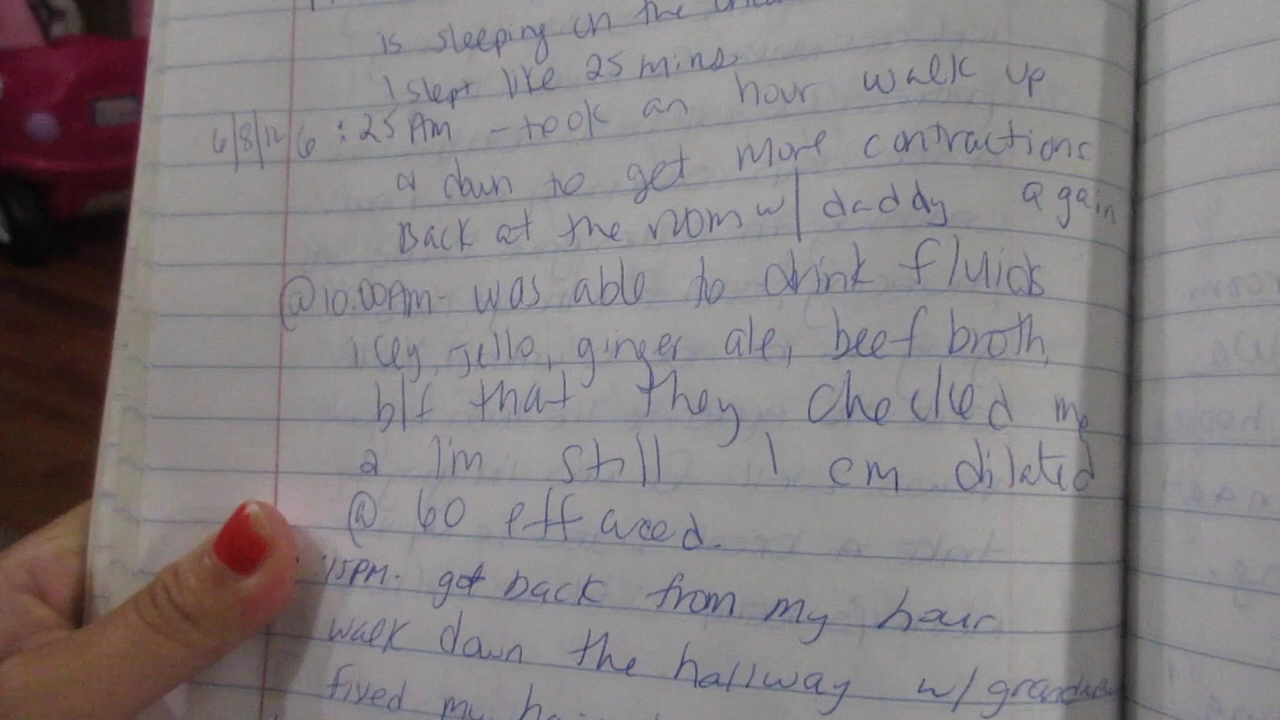 is sleeping on the
I slept like 25 mins.
6/8/12 6:25 Am - took an hour walk up
& down to get more contractions
Back at the room w/ daddy again
@10:00Am - was able to drink fluids
icey, jello, ginger ale, beef broth,
b/f that they checked me
& I'm still 1 cm dilated
@ 60 effaced.
:15PM. got back from my hour
walk down the hallway w/
fixed my